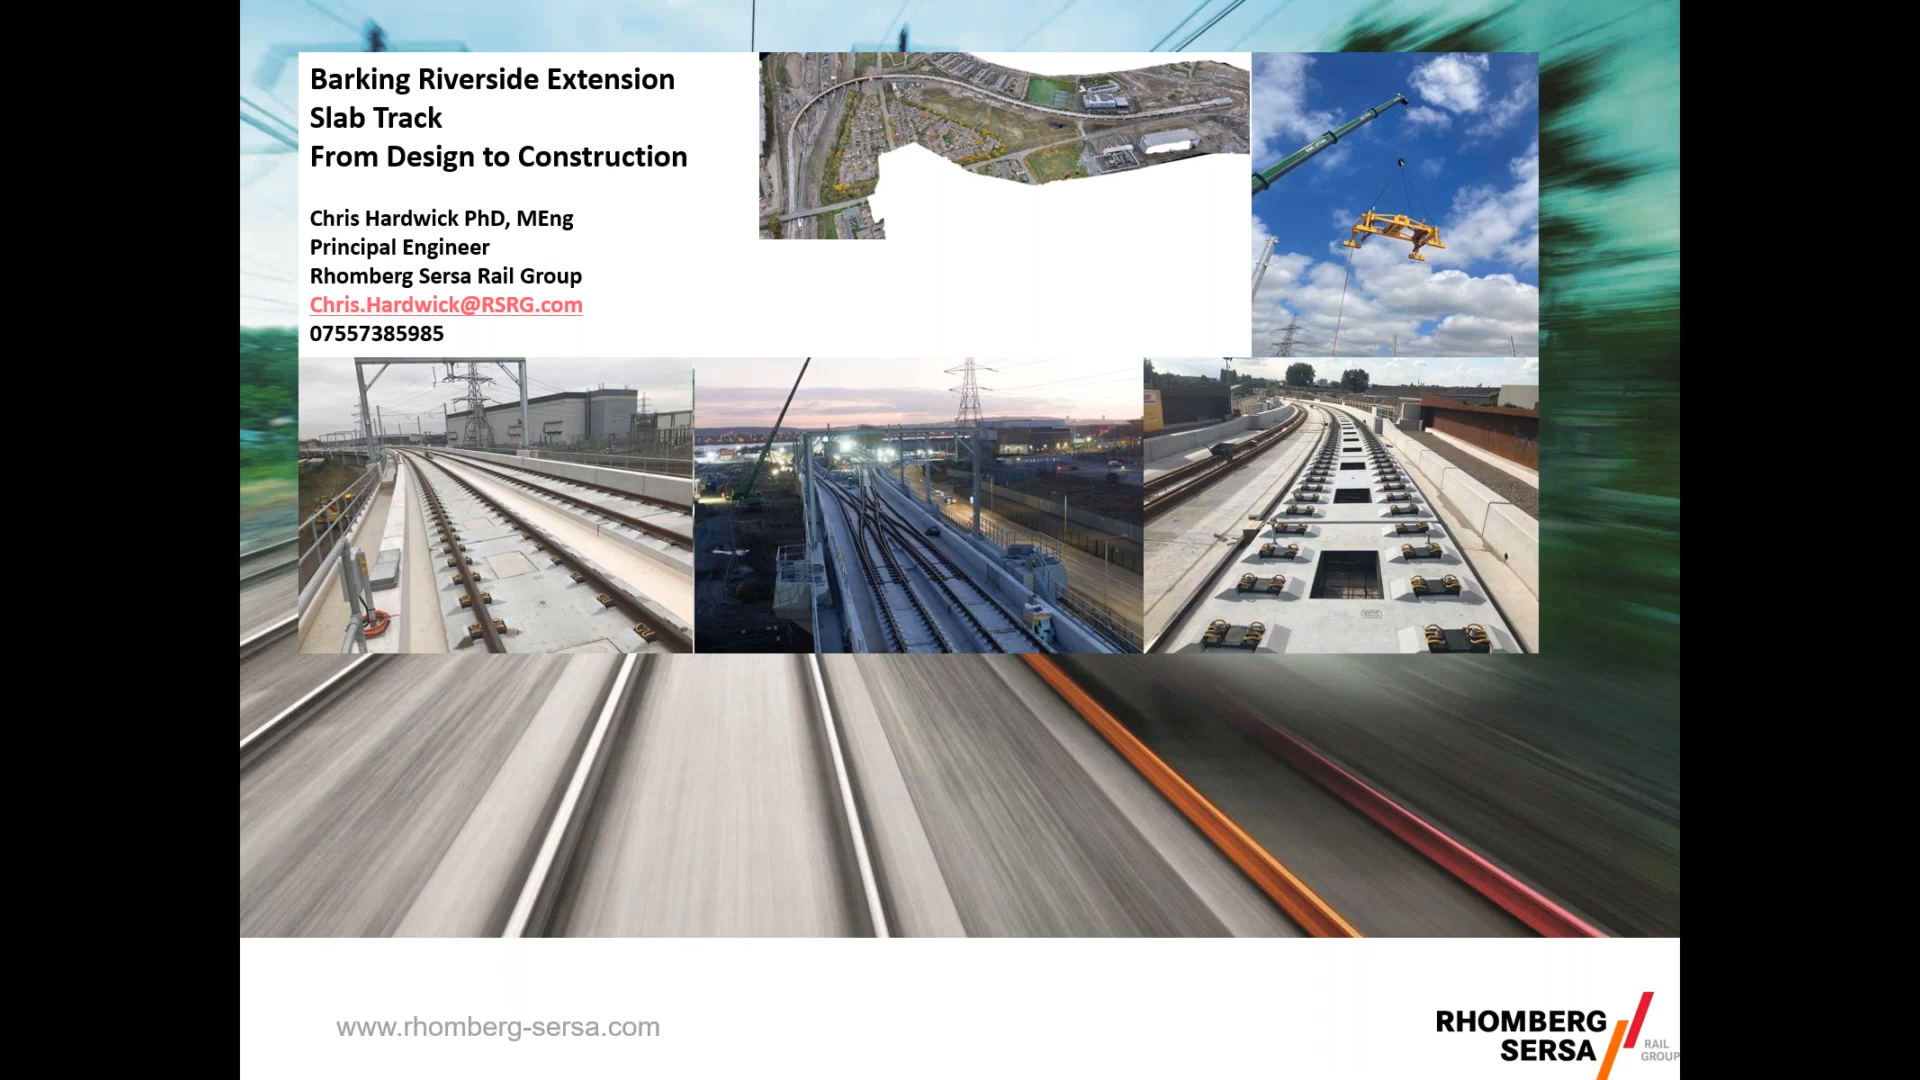 Barking Riverside Extension
Slab Track
From Design to Construction
Chris Hardwick PhD, MEng
Principal Engineer
Rhomberg Sersa Rail Group
Chris.Hardwick@RSRG.com
07557385985
www.rhomberg-sersa.com
RHOMBERG
SERSA
RAIL
GROUP